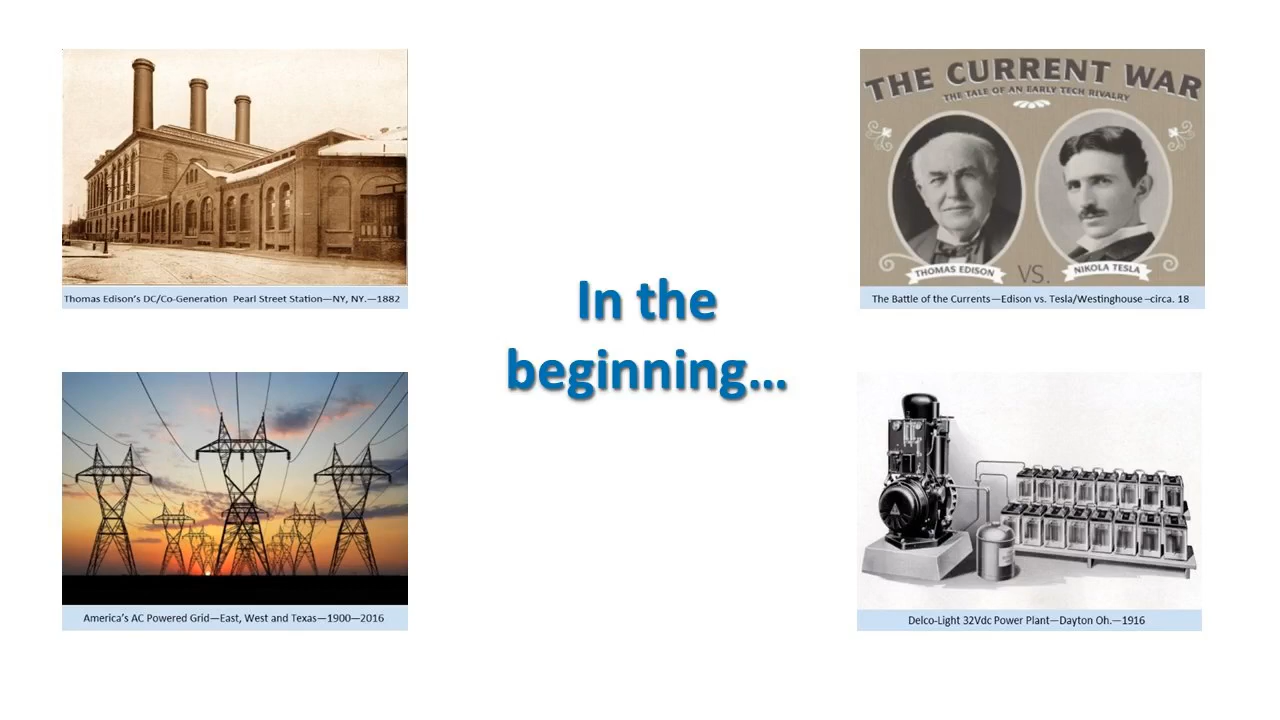 Thomas Edison's DC/Co-Generation Pearl Street Station—NY, NY.—1882
THE CURRENT WAR
THE TALE OF AN EARLY TECH RIVALRY
THOMAS EDISON
VS.
NIKOLA TESLA
The Battle of the Currents—Edison vs. Tesla/Westinghouse –circa. 18
In the
beginning...
America's AC Powered Grid—East, West and Texas—1900—2016
Delco-Light 32Vdc Power Plant—Dayton Oh.—1916